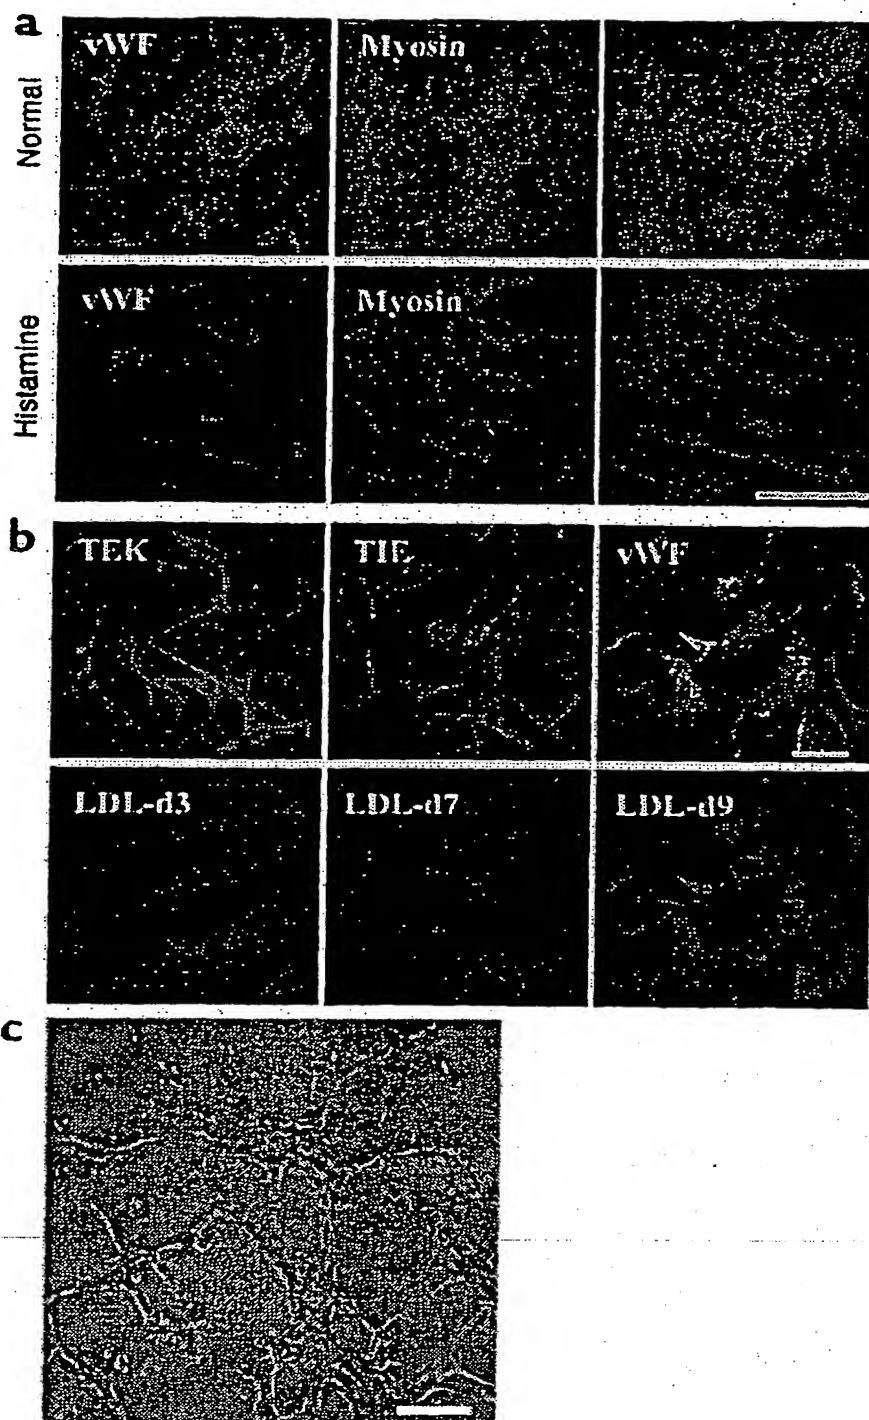 a
Normal
vWF
Myosin
Histamine
vWF
Myosin
b
TEK
TIE
vWF
LDL-d3
LDL-d7
LDL-d9
c